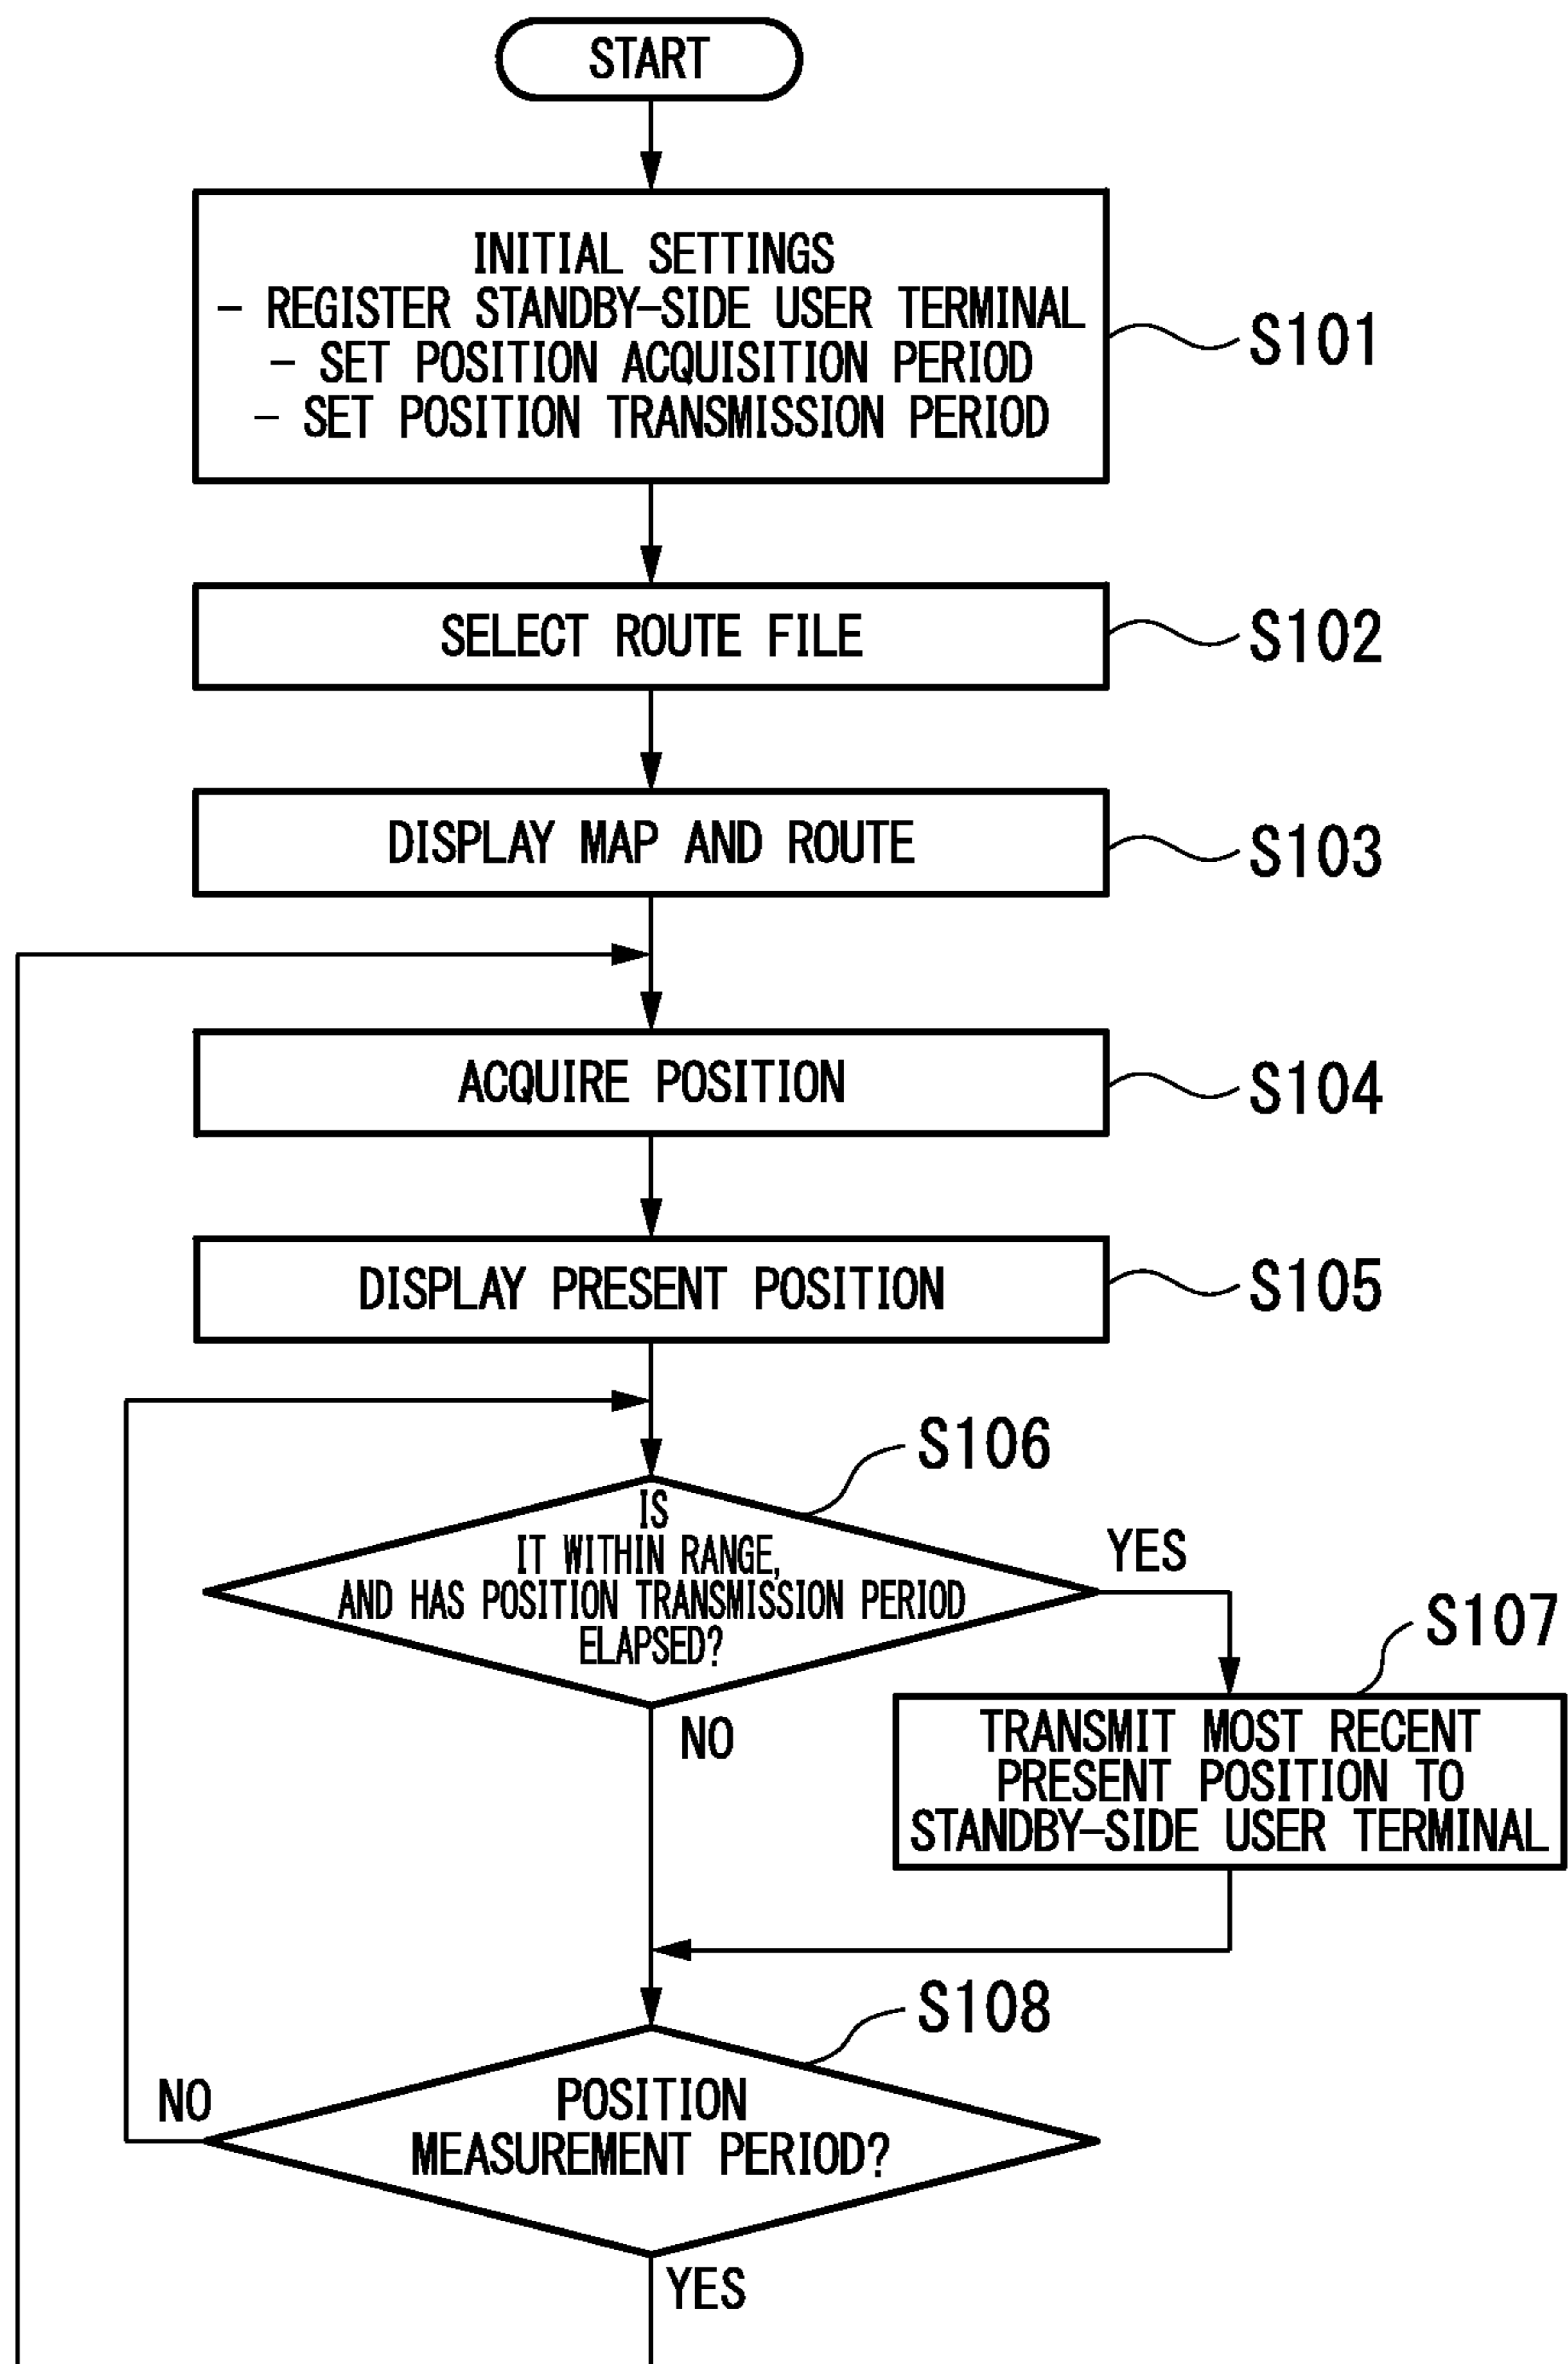 START
INITIAL SETTINGS
- REGISTER STANDBY-SIDE USER TERMINAL
- SET POSITION ACQUISITION PERIOD
- SET POSITION TRANSMISSION PERIOD
S101
SELECT ROUTE FILE
S102
DISPLAY MAP AND ROUTE
S103
ACQUIRE POSITION
S104
DISPLAY PRESENT POSITION
S105
S106
IS
IT WITHIN RANGE,
AND HAS POSITION TRANSMISSION PERIOD
ELAPSED?
YES
NO
S107
TRANSMIT MOST RECENT
PRESENT POSITION TO
STANDBY-SIDE USER TERMINAL
S108
POSITION
MEASUREMENT PERIOD?
NO
YES